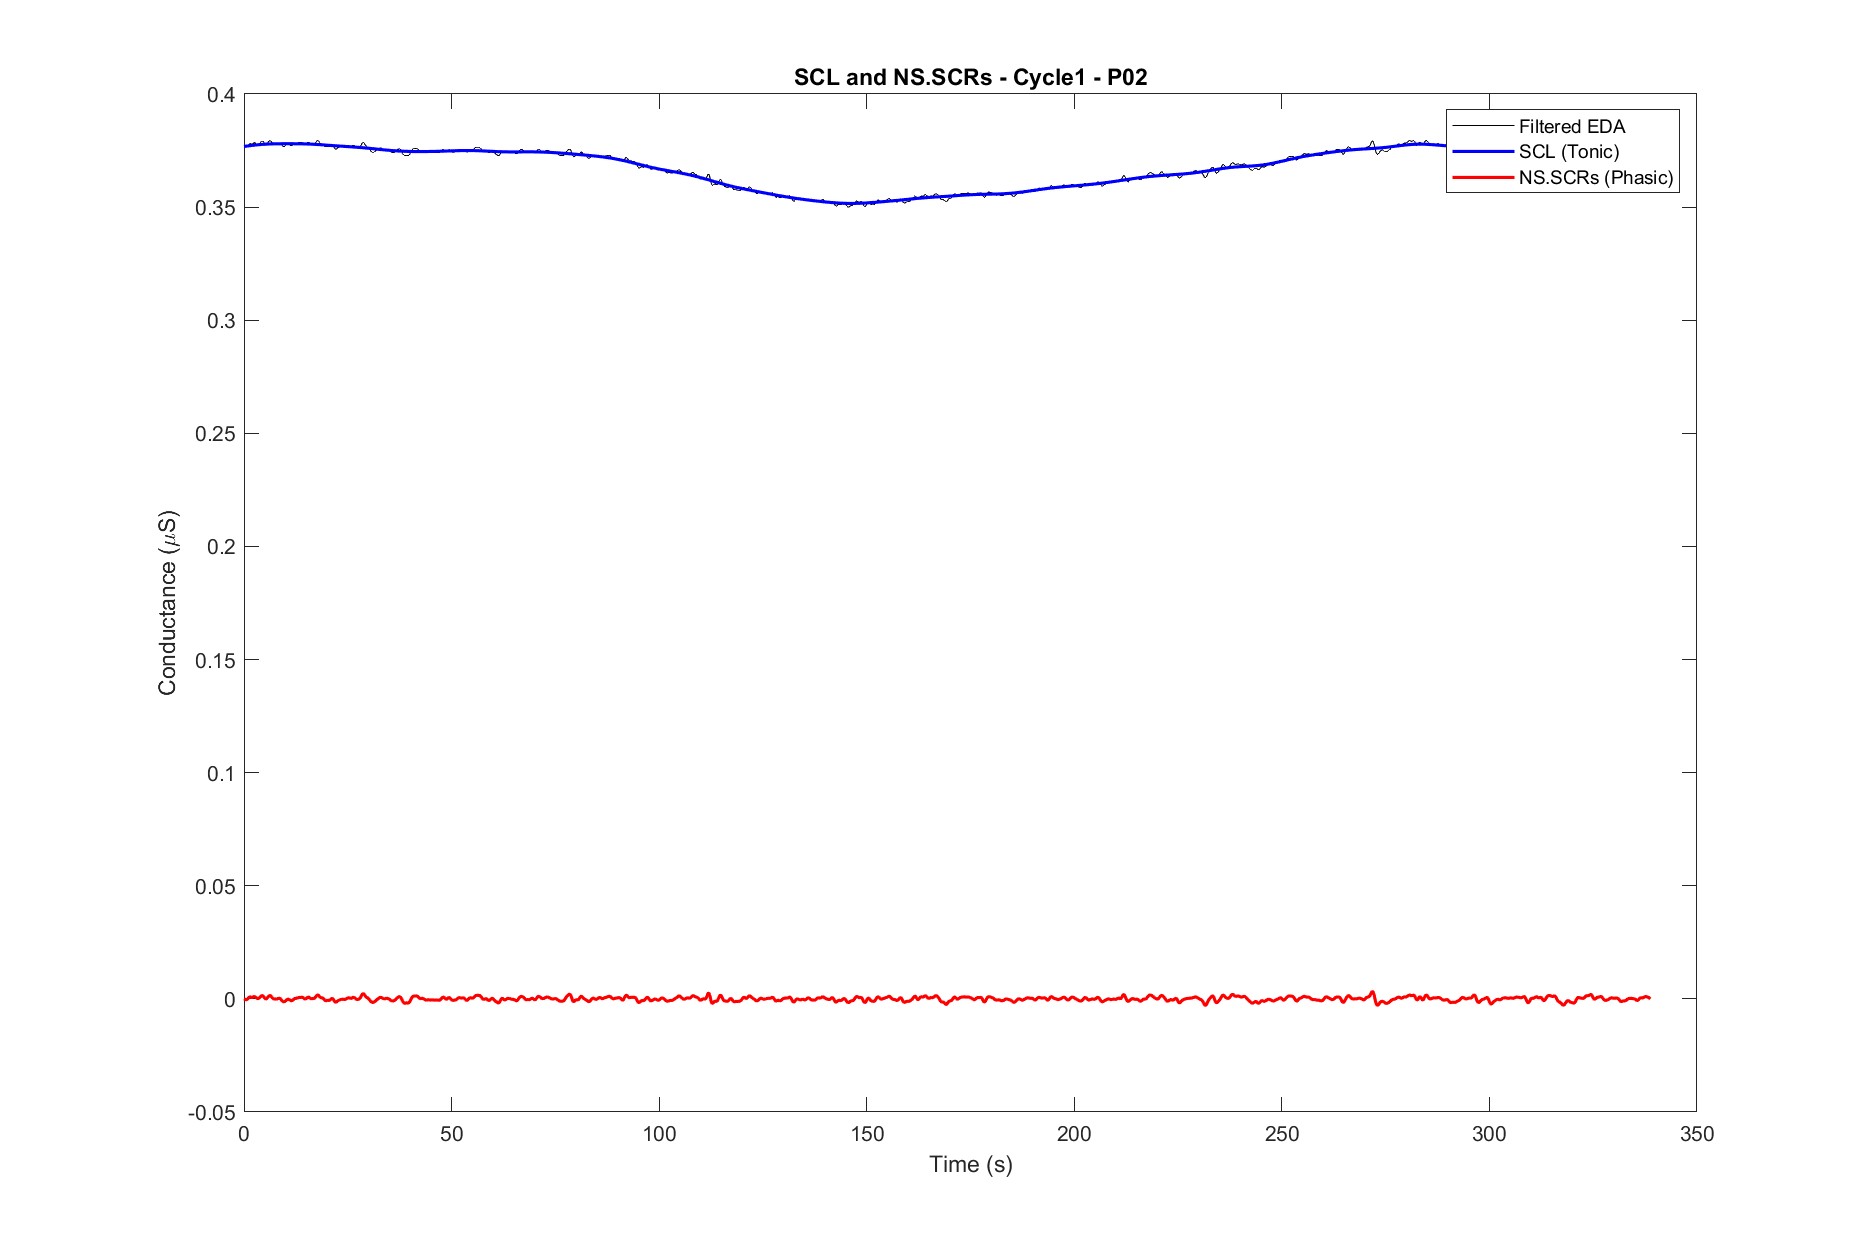 SCL and NS.SCRs - Cycle1 - P02
0.4
0.35
0.3
0.25
0.2
0.15
0.1
0.05
0
-0.05
Conductance (μS)
Filtered EDA
SCL (Tonic)
NS.SCRs (Phasic)
0 50 100 150 200 250 300 350
Time (s)